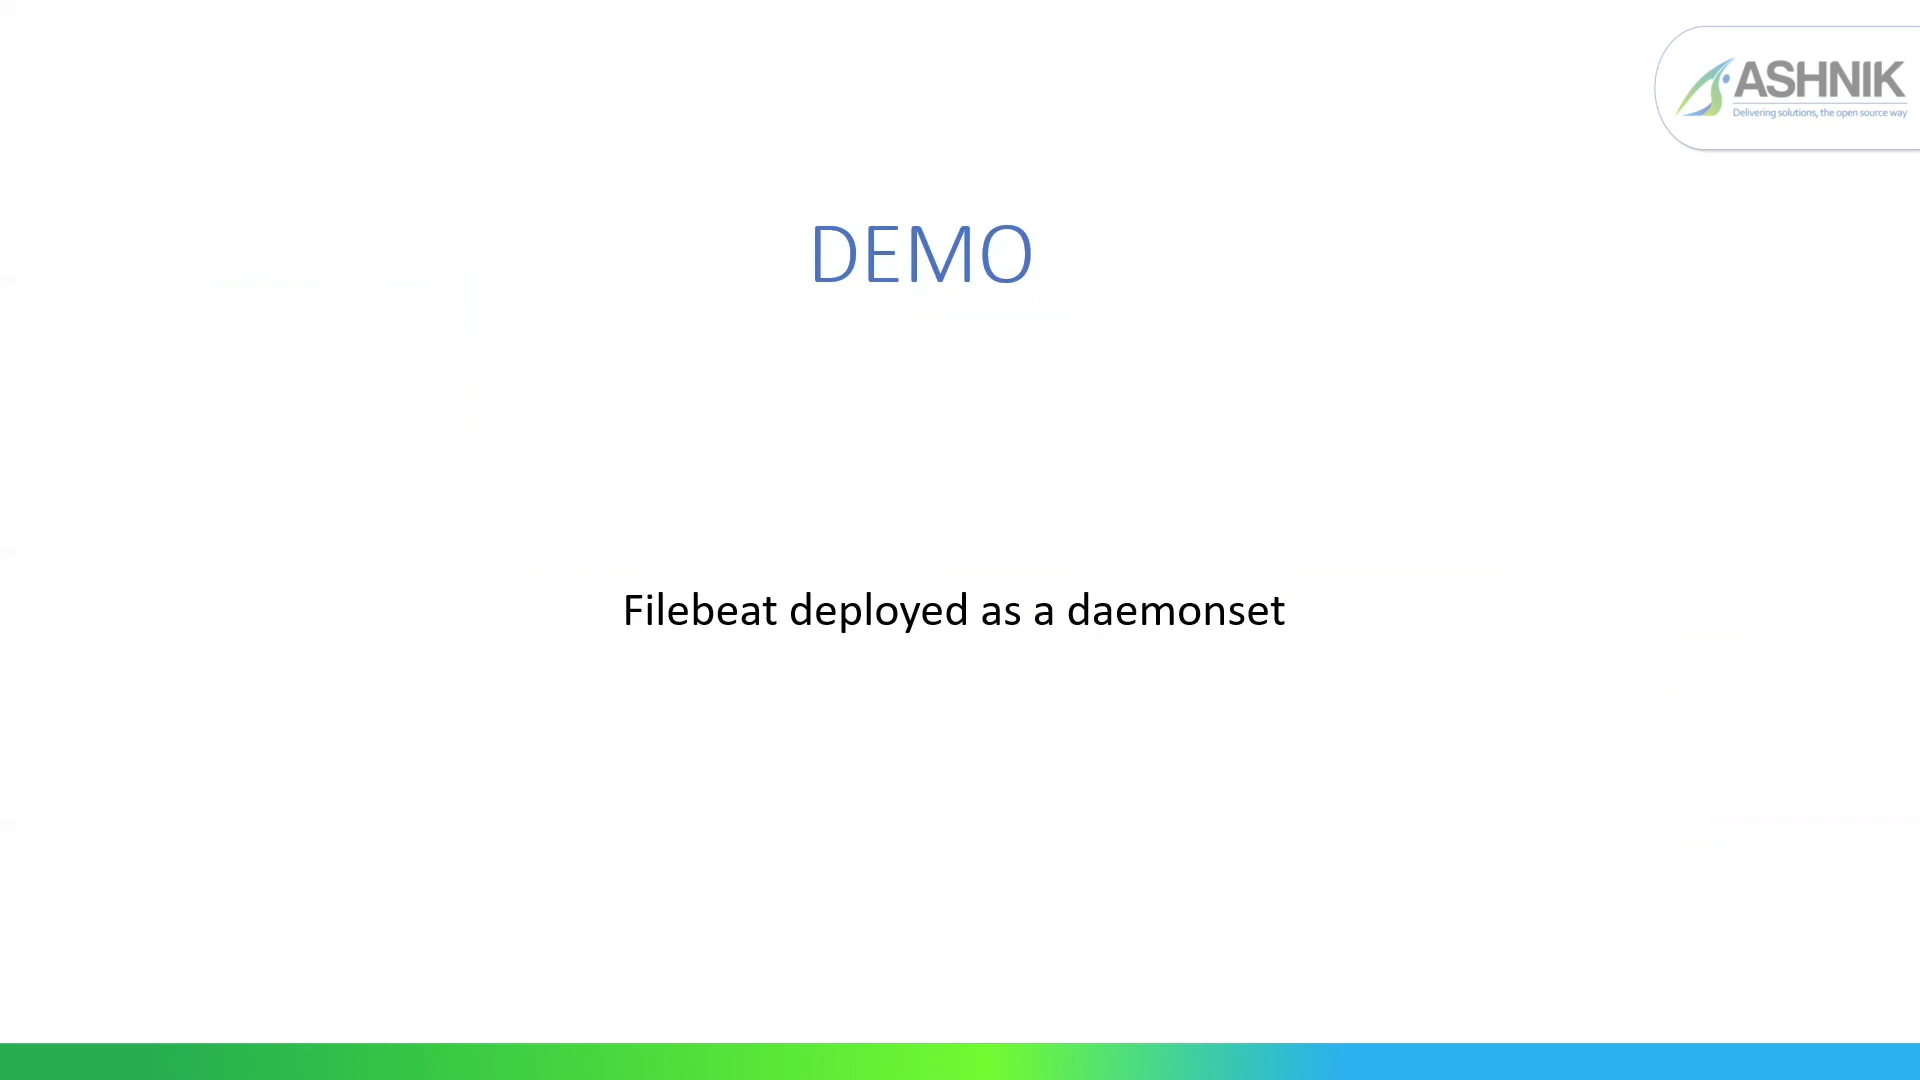 ASHNIK
Delivering solutions, the open source way
DEMO
Filebeat deployed as a daemonset